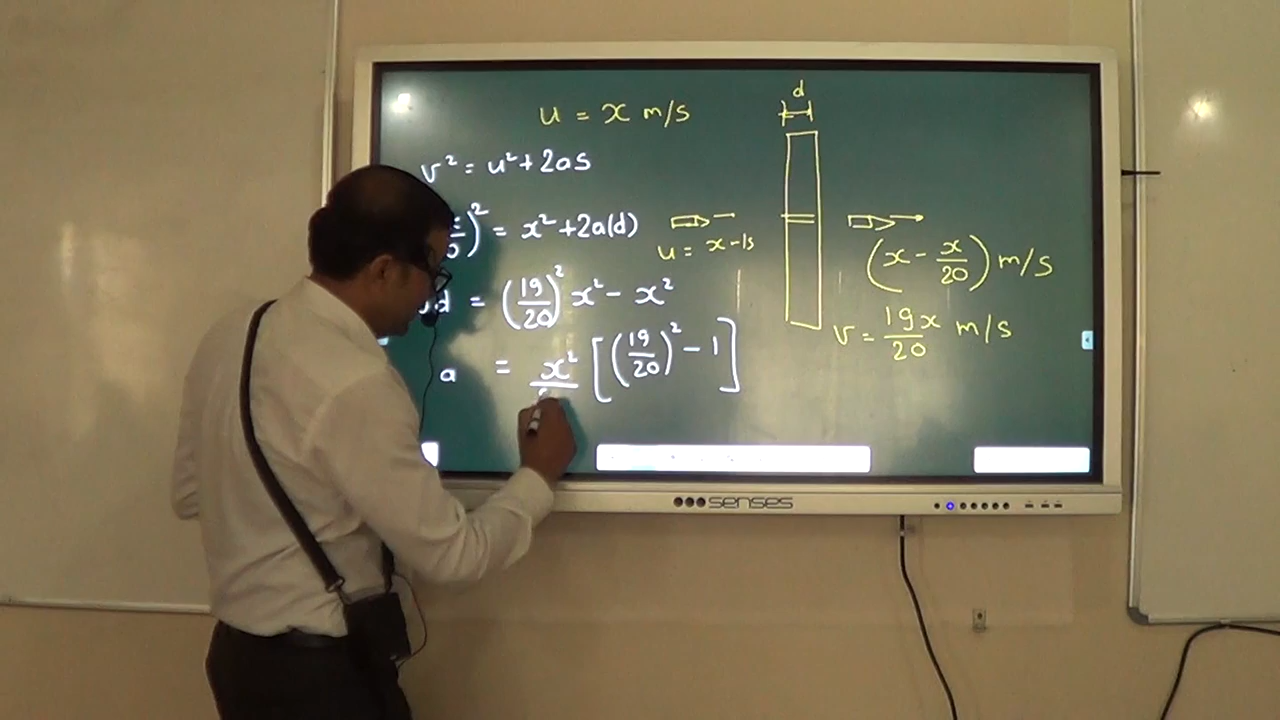 d
u = x m/s
v² = u² + 2as
)² = x² + 2a(d)
u = x
(x - x/20) m/s
d = (19/20)² x² - x²
v = 19x/20 m/s
a = x²/ [(19/20)² - 1]
senses